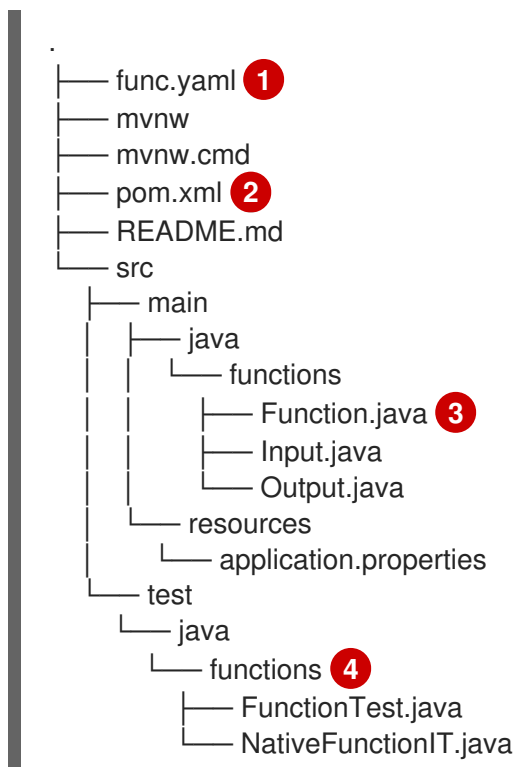 .
├── func.yaml 1
├── mvnw
├── mvnw.cmd
├── pom.xml 2
├── README.md
└── src
    ├── main
    │   ├── java
    │   │   └── functions
    │   │       ├── Function.java 3
    │   │       ├── Input.java
    │   │       └── Output.java
    │   └── resources
    │       └── application.properties
    └── test
        └── java
            └── functions 4
                ├── FunctionTest.java
                └── NativeFunctionIT.java